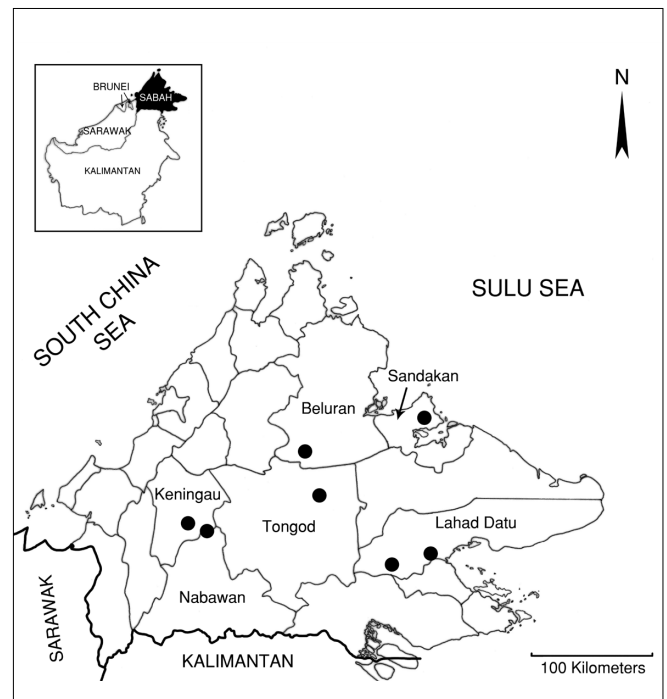 BRUNEI
SABAH
SARAWAK
KALIMANTAN
N
SOUTH CHINA
SEA
SULU SEA
Sandakan
Beluran
Keningau
Tongod
Lahad Datu
Nabawan
SARAWAK
KALIMANTAN
100 Kilometers